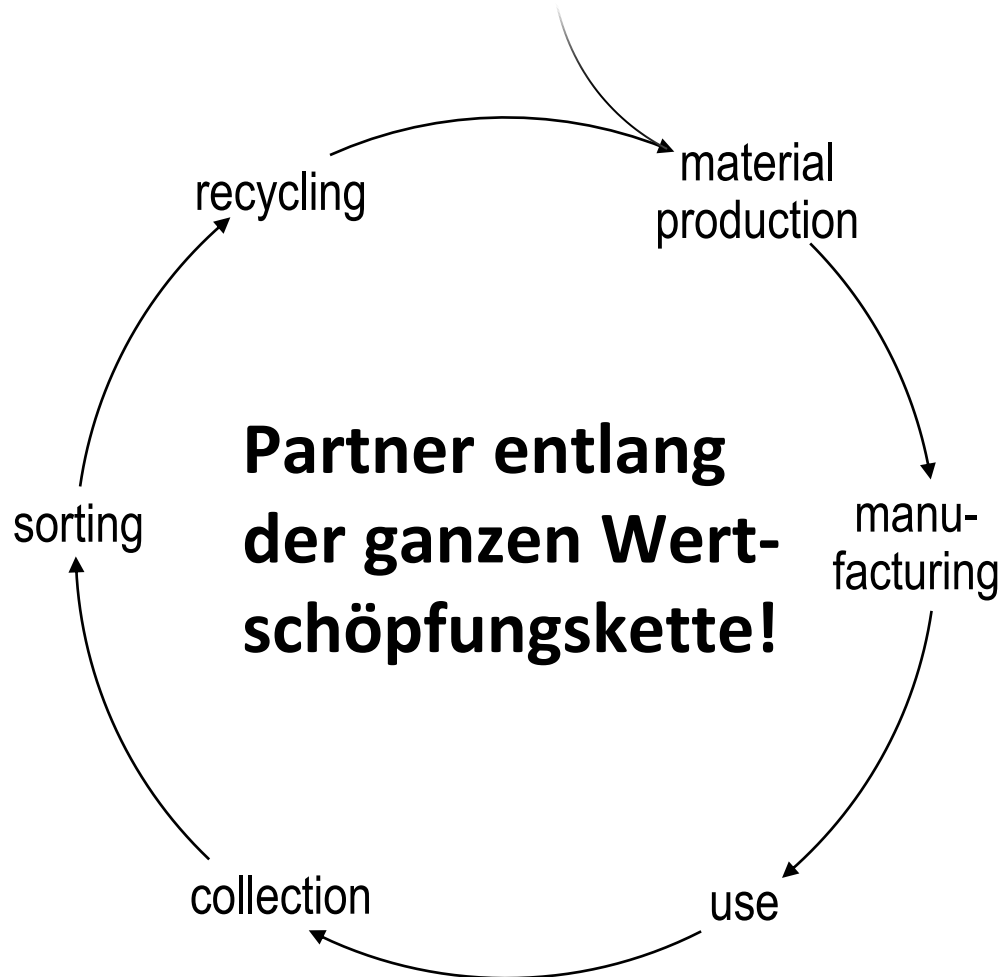 recycling
material
production
Partner entlang
der ganzen Wert-
schöpfungskette!
sorting
manu-
facturing
collection
use